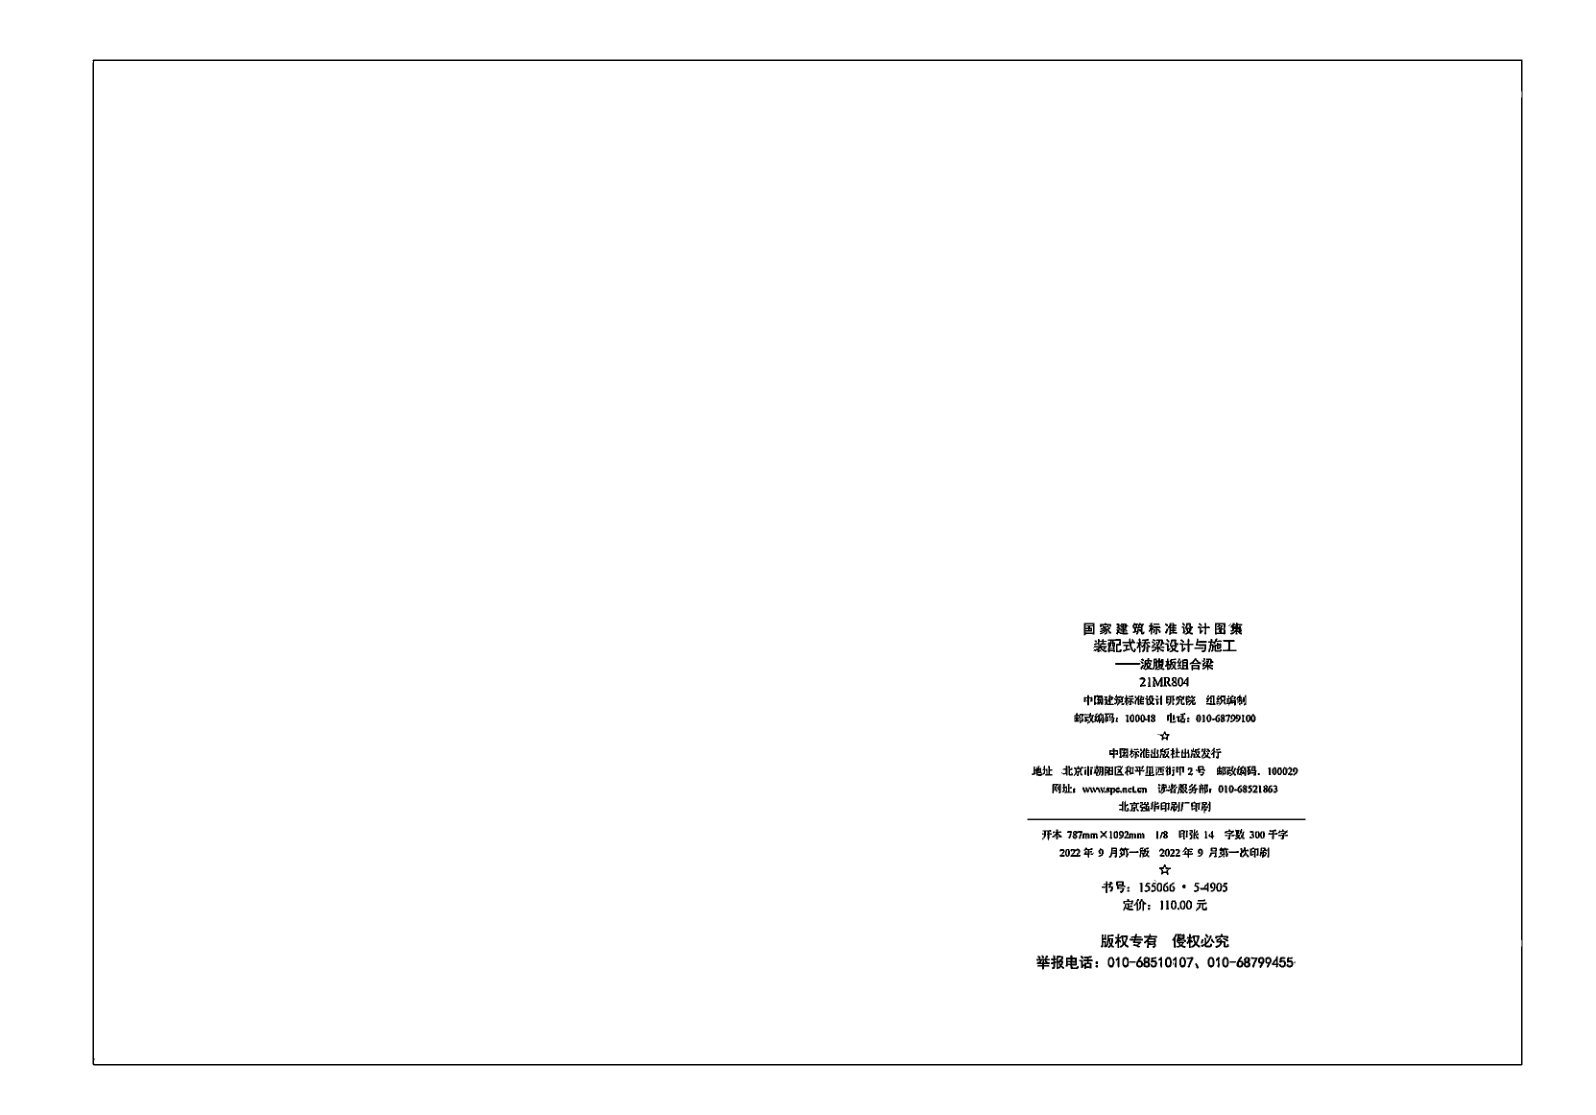 国家建筑标准设计图集
装配式桥梁设计与施工
——波腹板组合梁
21MR804
中国建筑标准设计研究院 组织编制
邮政编码：100048 电话：010-68799100
☆
中国标准出版社出版发行
地址 北京市朝阳区和平里西街甲2号 邮政编码：100029
网址：www.spc.net.cn 读者服务部：010-68521863
北京强华印刷厂印刷
开本 787mm×1092mm 1/8 印张 14 字数 300千字
2022年9月第一版 2022年9月第一次印刷
☆
书号：155066·5-4905
定价：110.00元
版权专有 侵权必究
举报电话：010-68510107、010-68799455